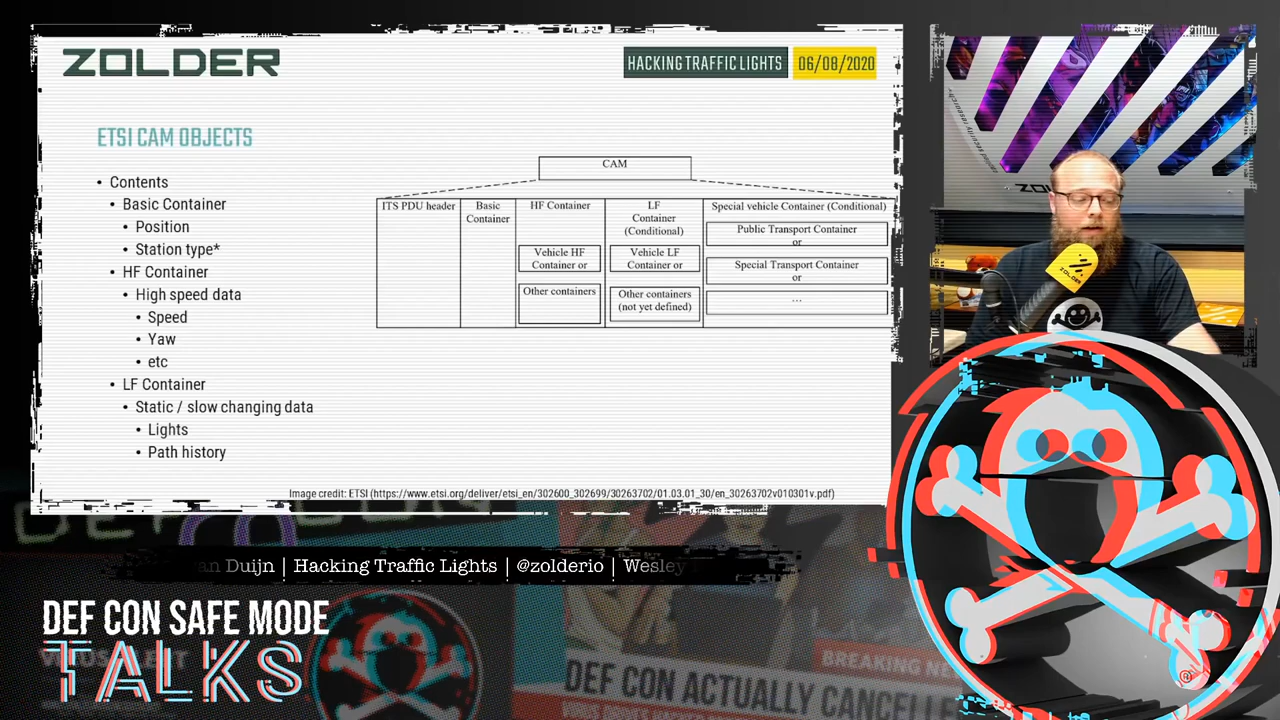 ZOLDER
HACKING TRAFFIC LIGHTS
06/08/2020
ETSI CAM OBJECTS
• Contents
• Basic Container
• Position
• Station type*
• HF Container
• High speed data
• Speed
• Yaw
• etc
• LF Container
• Static / slow changing data
• Lights
• Path history
CAM
ITS PDU header
Basic
Container
HF Container
Vehicle HF
Container or
Other containers
LF
Container
(Conditional)
Vehicle LF
Container or
Other containers
(not yet defined)
Special vehicle Container (Conditional)
Public Transport Container
or
Special Transport Container
or
...
Image credit: ETSI (https://www.etsi.org/deliver/etsi_en/302600_302699/30263702/01.03.01_30/en_30263702v010301v.pdf)
ZOLDER
an Duijn | Hacking Traffic Lights | @zolderio | Wesley
DEF CON SAFE MODE
TALKS
BREAKING NE
DEF CON ACTUALLY CANCELLE